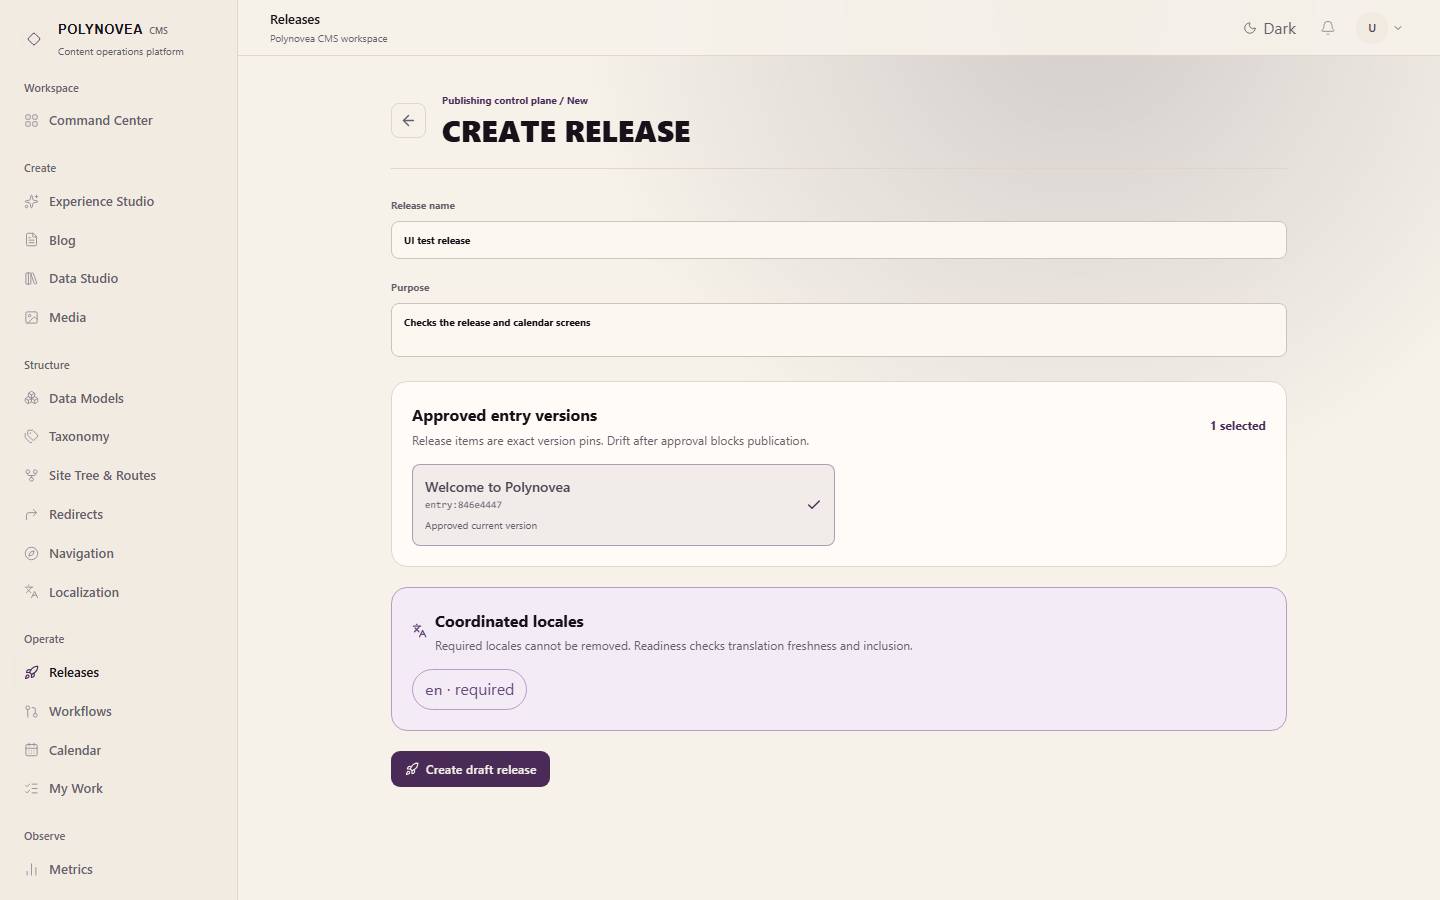 POLYNOVEA CMS
Content operations platform
Workspace
Command Center
Create
Experience Studio
Blog
Data Studio
Media
Structure
Data Models
Taxonomy
Site Tree & Routes
Redirects
Navigation
Localization
Operate
Releases
Workflows
Calendar
My Work
Observe
Metrics
Releases
Polynovea CMS workspace
Dark
U
Publishing control plane / New
CREATE RELEASE
Release name
UI test release
Purpose
Checks the release and calendar screens
Approved entry versions
Release items are exact version pins. Drift after approval blocks publication.
1 selected
Welcome to Polynovea
entry:846e4447
Approved current version
Coordinated locales
Required locales cannot be removed. Readiness checks translation freshness and inclusion.
en · required
Create draft release